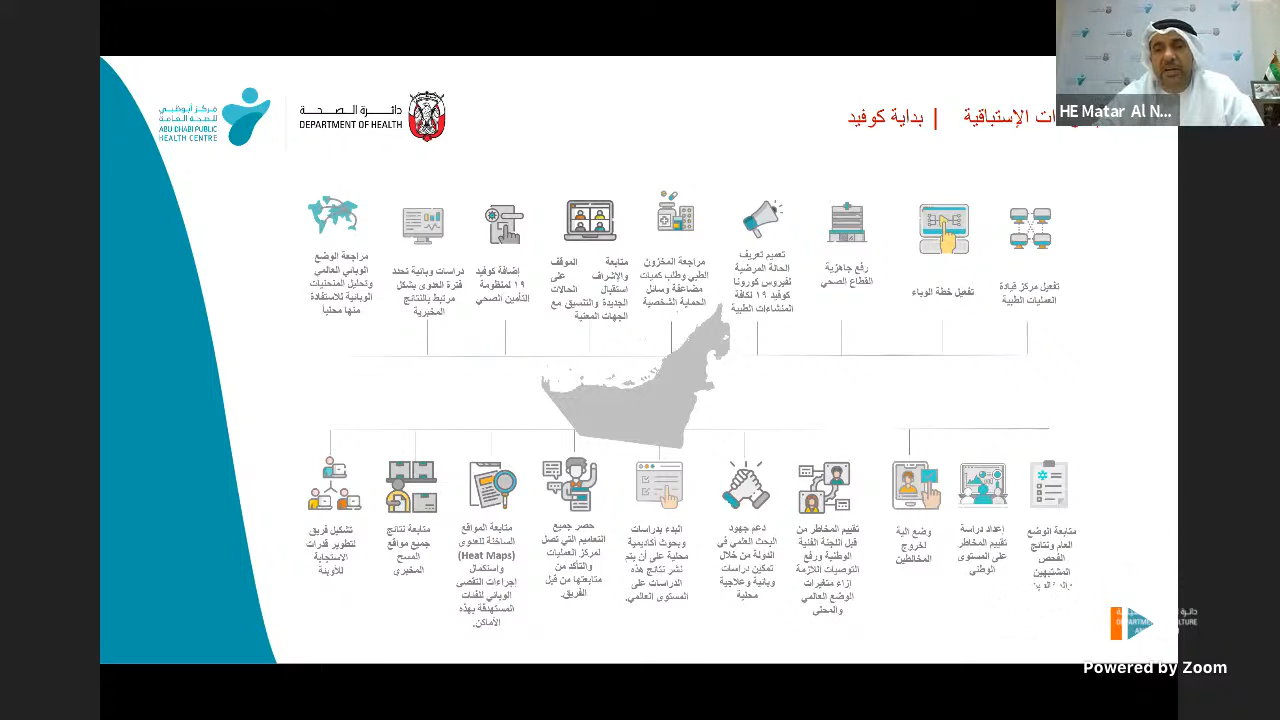 مركز أبوظبي
للصحة العامة
ABU DHABI PUBLIC
HEALTH CENTRE
دائرة الصحة
DEPARTMENT OF HEALTH
الإستباقية | بداية كوفيد
HE Matar Al N...
تفعيل مركز قيادة
العمليات الطبية
تفعيل خطة الوباء
رفع جاهزية
القطاع الصحي
تعميم تعريف
الحالة المرضية
لفيروس كورونا
كوفيد ١٩ لكافة
المنشاءات الطبية
مراجعة المخزون
الطبي وطلب كميات
مضاعفة وسائل
الحماية الشخصية
متابعة الموقف
والإشراف على
استقبال الحالات
الجديدة والتنسيق مع
الجهات المعنية
إضافة كوفيد
١٩ لمنظومة
التأمين الصحي
دراسات وبائية تحدد
فترة العدوى بشكل
مرتبط بالنتائج
المخبرية
مراجعة الوضع
الوبائي العالمي
وتحليل المنحنيات
الوبائية للاستفادة
منها محلياً
متابعة الوضع
العام ونتائج
الفحص
المشتبهين
إعداد دراسة
تقييم المخاطر
على المستوى
الوطني
وضع الية
لخروج
المخالطين
تقييم المخاطر من
قبل اللجنة الفنية
الوطنية ورفع
التوصيات اللازمة
إزاء متغيرات
الوضع العالمي
والمحلي
دعم جهود
البحث العلمي في
الدولة من خلال
تمكين دراسات
وبائية وعلاجية
محلية
البدء بدراسات
وبحوث اكاديمية
محلية على أن يتم
نشر نتائج هذه
الدراسات على
المستوى العالمي.
حصر جميع
التعاميم التي تصل
لمركز العمليات
والتأكد من
متابعتها من قبل
الفريق.
متابعة المواقع
الساخنة للعدوى
(Heat Maps)
واستكمال
إجراءات التقصي
الوبائي للفئات
المستهدفة بهذه
الأماكن.
متابعة نتائج
جميع مواقع
المسح
المخبري
تشكيل فريق
لتطوير قدرات
الاستجابة
للأوبئة
Powered by Zoom